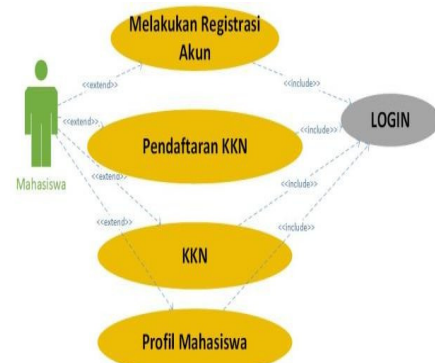 Melakukan Registrasi
Akun
<<extend>>
<<include>>
<<extend>>
Pendaftaran KKN
<<include>>
LOGIN
Mahasiswa
<<extend>>
<<include>>
<<extend>>
<<include>>
KKN
Profil Mahasiswa